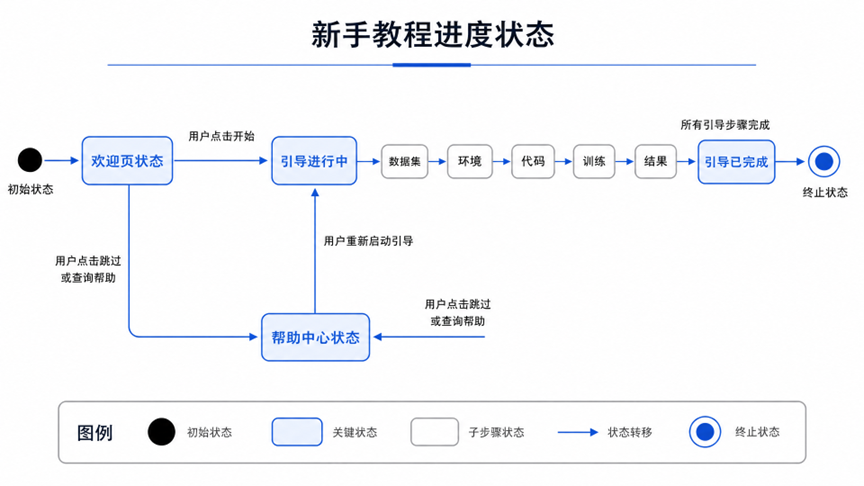 新手教程进度状态
所有引导步骤完成
用户点击开始
欢迎页状态
引导进行中
数据集
环境
代码
训练
结果
引导已完成
初始状态
终止状态
用户重新启动引导
用户点击跳过
或查询帮助
用户点击跳过
或查询帮助
帮助中心状态
图例
初始状态
关键状态
子步骤状态
状态转移
终止状态